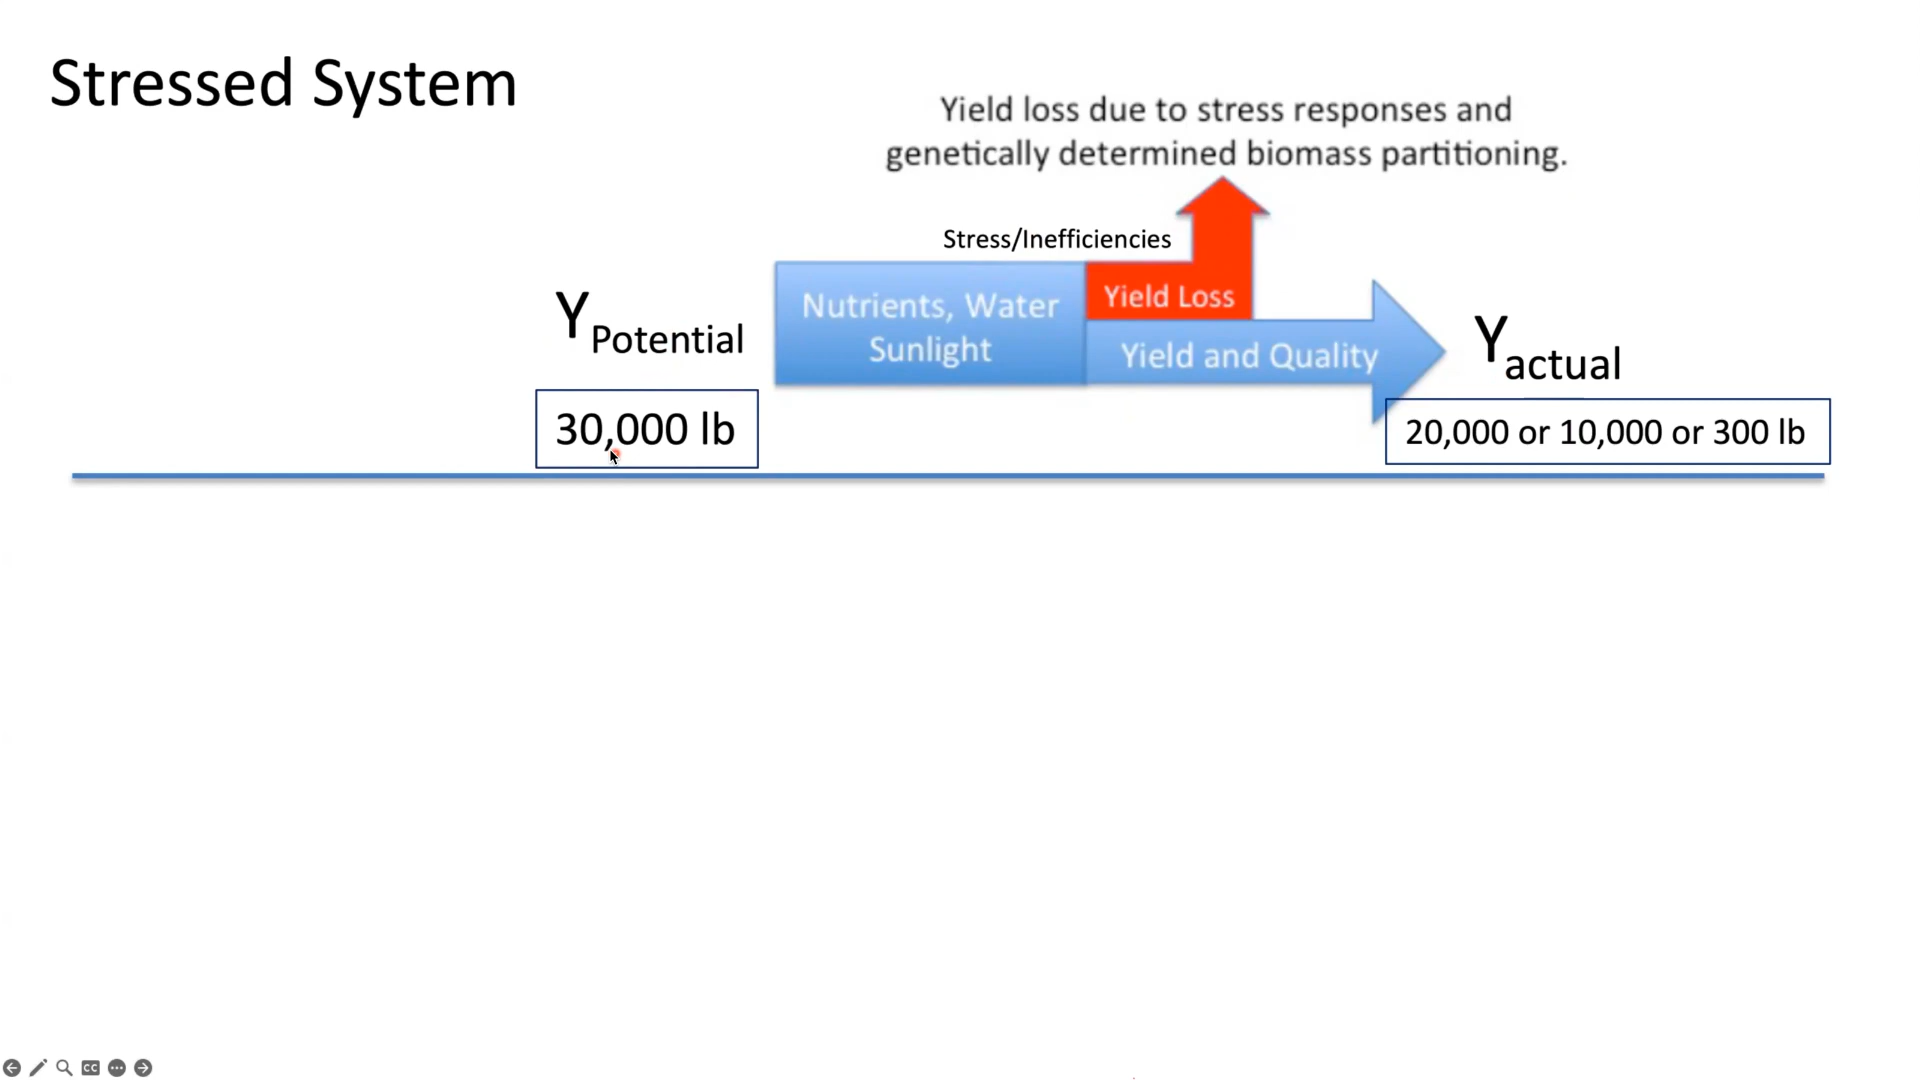 Stressed System
Yield loss due to stress responses and
genetically determined biomass partitioning.
Stress/Inefficiencies
Y Potential
Nutrients, Water
Sunlight
Yield Loss
Yield and Quality
Y actual
30,000 lb
20,000 or 10,000 or 300 lb
CC